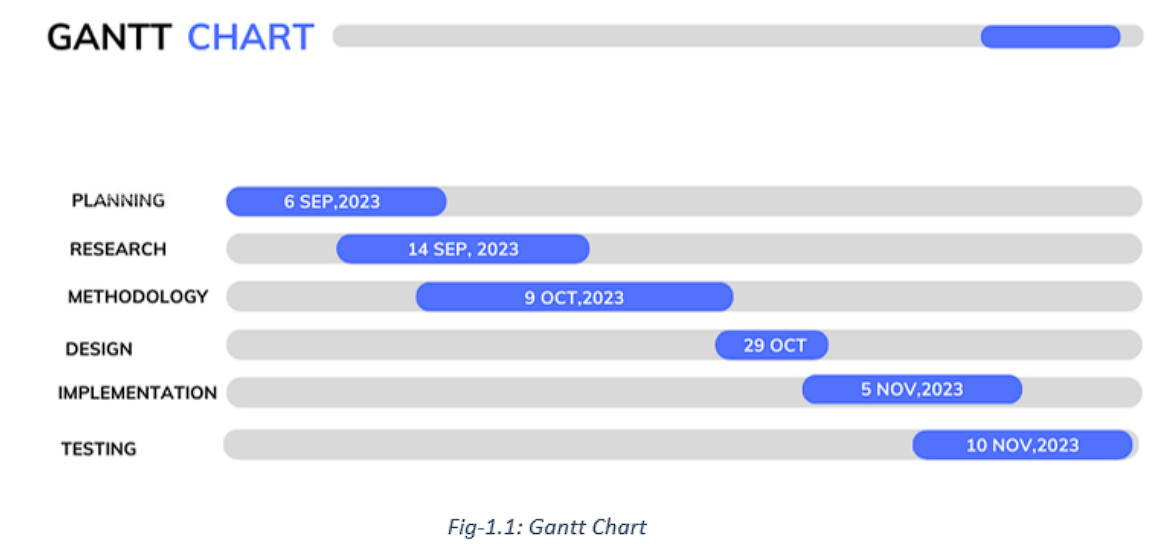 GANTT CHART
PLANNING 6 SEP,2023
RESEARCH 14 SEP, 2023
METHODOLOGY 9 OCT,2023
DESIGN 29 OCT
IMPLEMENTATION 5 NOV,2023
TESTING 10 NOV,2023
Fig-1.1: Gantt Chart